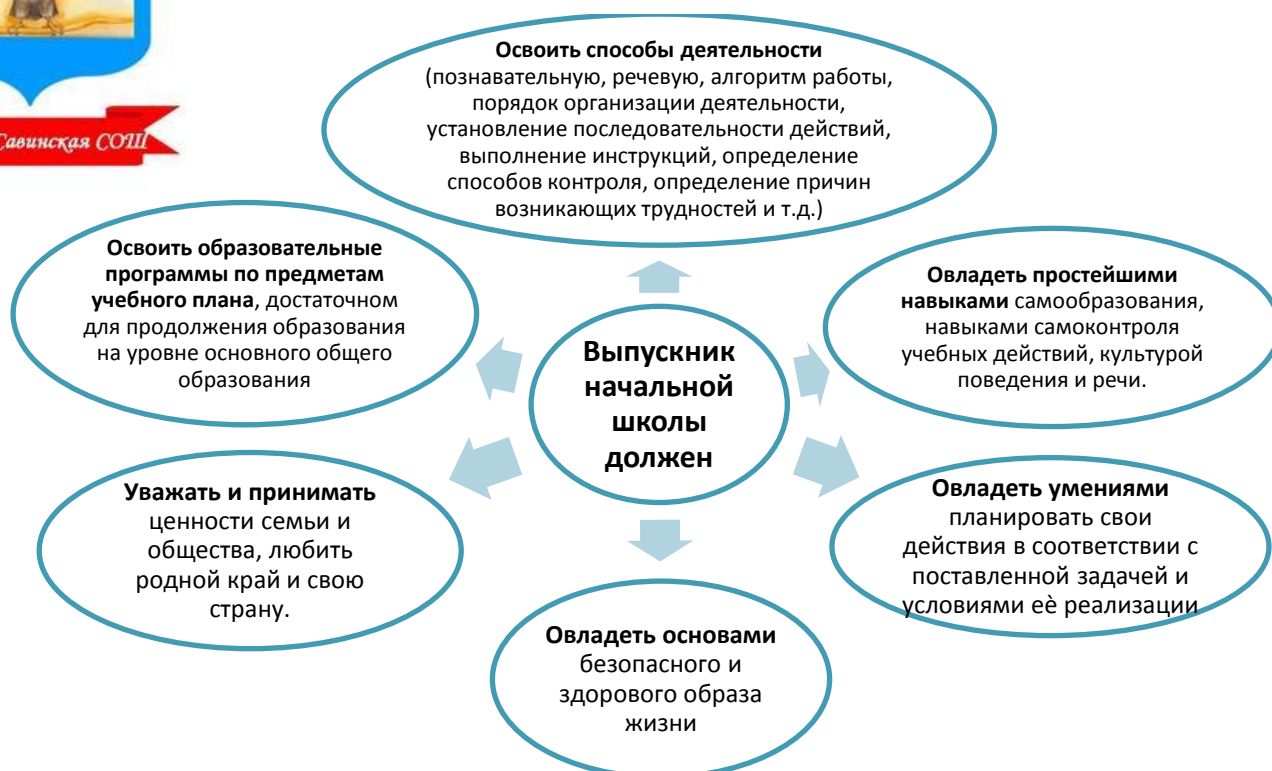 Савинская СОШ
Освоить способы деятельности
(познавательную, речевую, алгоритм работы,
порядок организации деятельности,
установление последовательности действий,
выполнение инструкций, определение
способов контроля, определение причин
возникающих трудностей и т.д.)
Освоить образовательные
программы по предметам
учебного плана, достаточном
для продолжения образования
на уровне основного общего
образования
Выпускник
начальной
школы
должен
Овладеть простейшими
навыками самообразования,
навыками самоконтроля
учебных действий, культурой
поведения и речи.
Уважать и принимать
ценности семьи и
общества, любить
родной край и свою
страну.
Овладеть умениями
планировать свои
действия в соответствии с
поставленной задачей и
условиями еѐ реализации
Овладеть основами
безопасного и
здорового образа
жизни